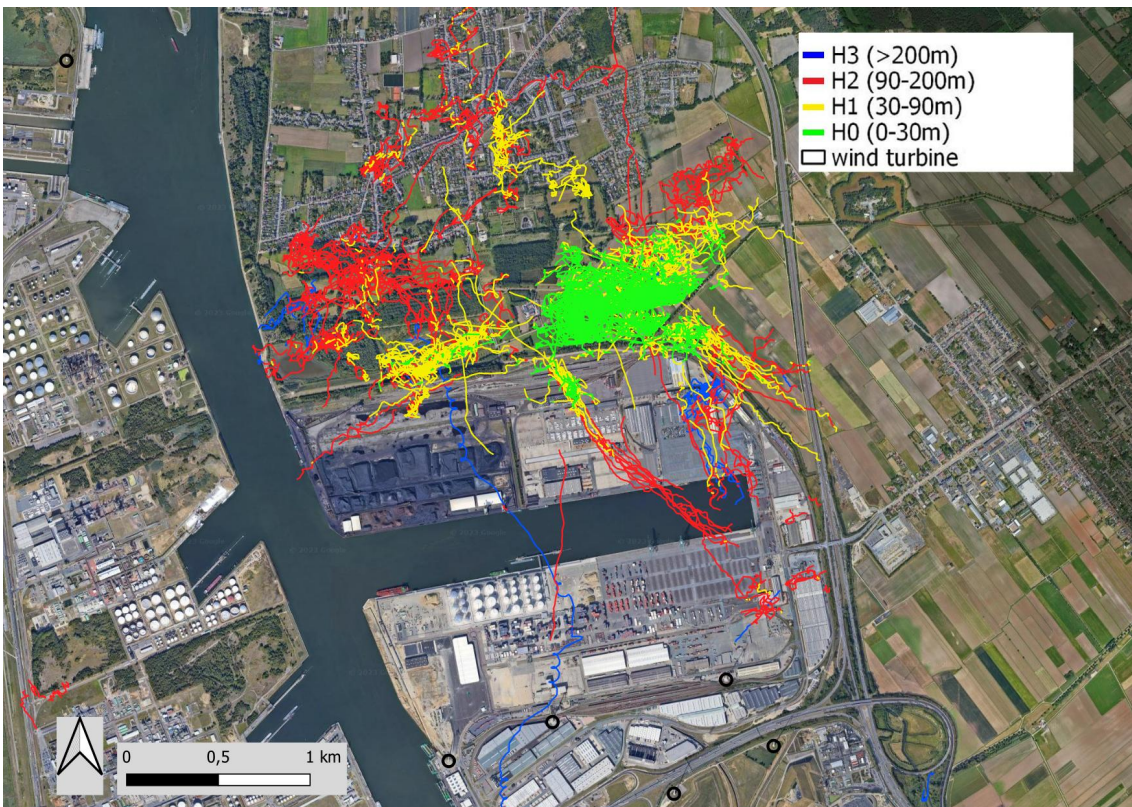 H3 (>200m)
H2 (90-200m)
H1 (30-90m)
H0 (0-30m)
wind turbine
0 0,5 1 km